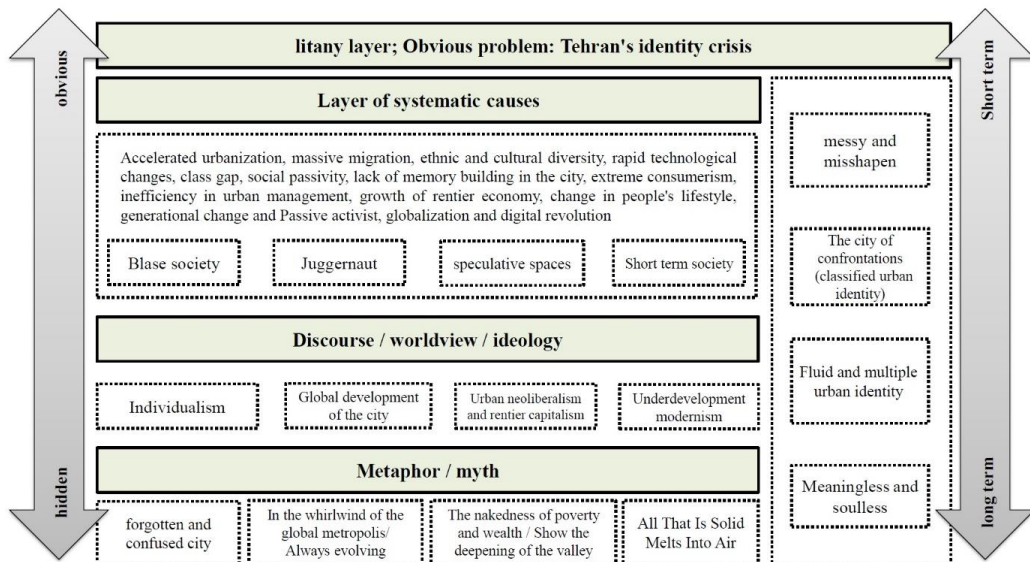 litany layer; Obvious problem: Tehran's identity crisis
obvious
hidden
Short term
long term
Layer of systematic causes
Accelerated urbanization, massive migration, ethnic and cultural diversity, rapid technological
changes, class gap, social passivity, lack of memory building in the city, extreme consumerism,
inefficiency in urban management, growth of rentier economy, change in people's lifestyle,
generational change and Passive activist, globalization and digital revolution
Blase society
Juggernaut
speculative spaces
Short term society
Discourse / worldview / ideology
Individualism
Global development
of the city
Urban neoliberalism
and rentier capitalism
Underdevelopment
modernism
Metaphor / myth
forgotten and
confused city
In the whirlwind of the
global metropolis/
Always evolving
The nakedness of poverty
and wealth / Show the
deepening of the valley
All That Is Solid
Melts Into Air
messy and
misshapen
The city of
confrontations
(classified urban
identity)
Fluid and multiple
urban identity
Meaningless and
soulless